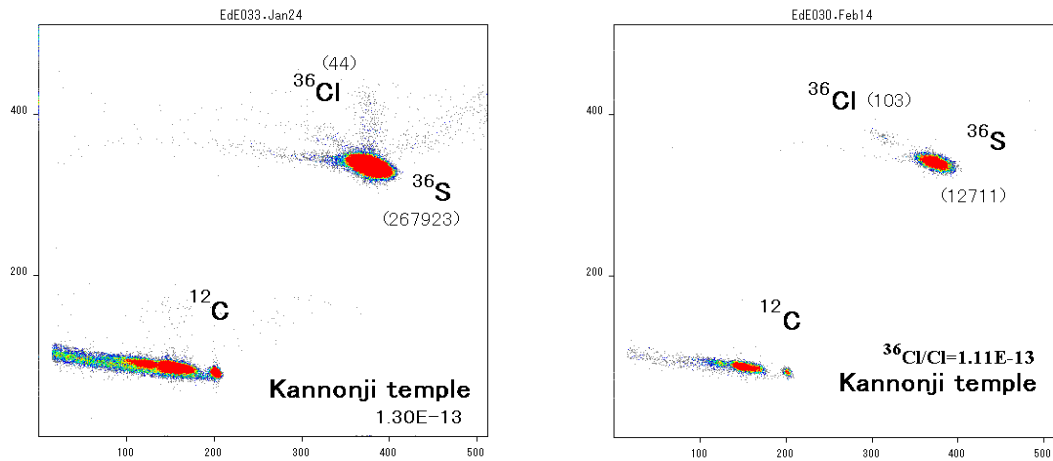 EdE033.Jan24
(44)
³⁶Cl
400
³⁶S
(267923)
200
¹²C
Kannonji temple
1.30E-13
100
200
300
400
500
EdE030.Feb14
³⁶Cl (103)
400
³⁶S
(12711)
200
¹²C
³⁶Cl/Cl=1.11E-13
Kannonji temple
100
200
300
400
500